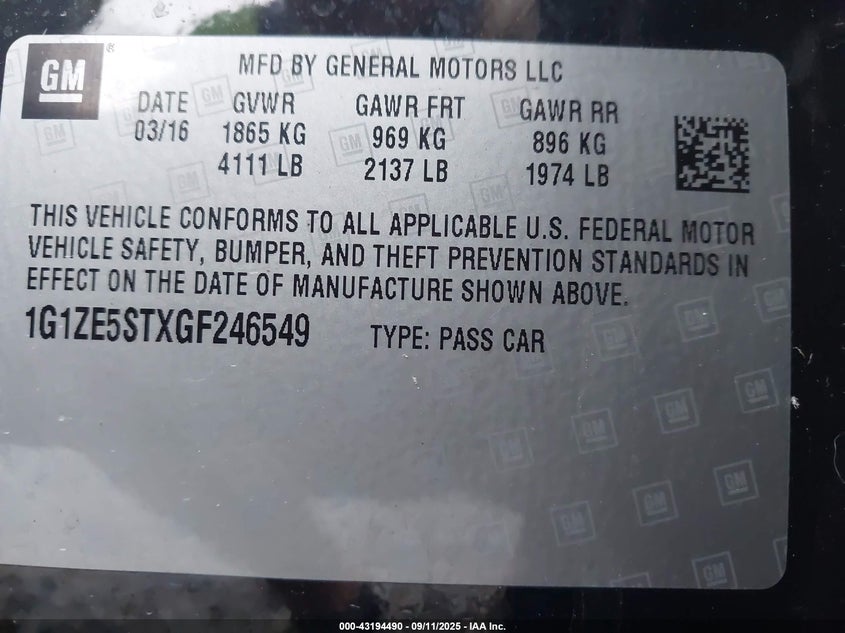 GM ®
MFD BY GENERAL MOTORS LLC
DATE GVWR GAWR FRT GAWR RR
03/16 1865 KG 969 KG 896 KG
4111 LB 2137 LB 1974 LB
THIS VEHICLE CONFORMS TO ALL APPLICABLE U.S. FEDERAL MOTOR
VEHICLE SAFETY, BUMPER, AND THEFT PREVENTION STANDARDS IN
EFFECT ON THE DATE OF MANUFACTURE SHOWN ABOVE.
1G1ZE5STXGF246549 TYPE: PASS CAR
000-43194490 - 09/11/2025 - IAA Inc.